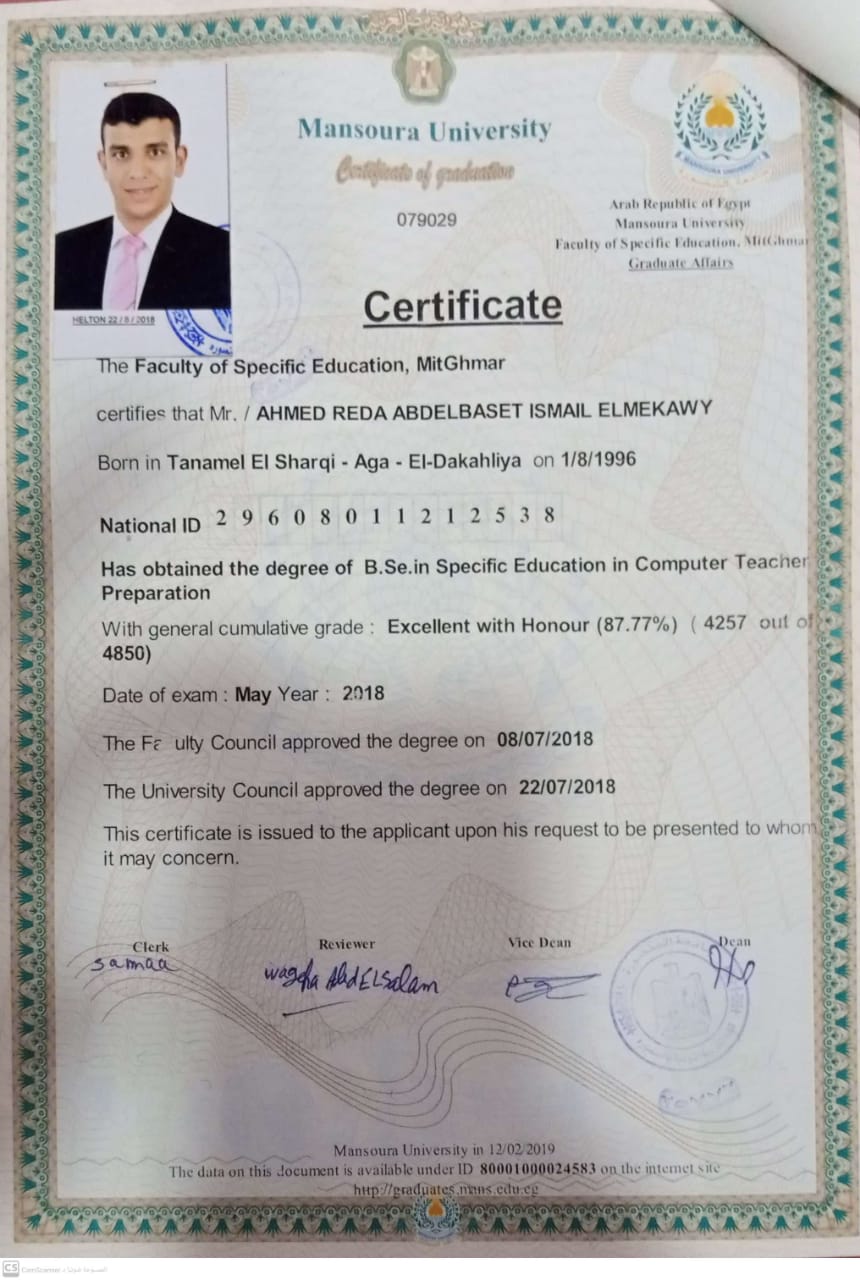 Mansoura University
Certificate of graduation
079029
MANSOURA UNIVERSITY
Arab Republic of Egypt
Mansoura University
Faculty of Specific Education, MitGhmar
Graduate Affairs
HELTON 22 / 8 / 2018
Certificate
The Faculty of Specific Education, MitGhmar
certifies that Mr. / AHMED REDA ABDELBASET ISMAIL ELMEKAWY
Born in Tanamel El Sharqi - Aga - El-Dakahliya on 1/8/1996
National ID 2 9 6 0 8 0 1 1 2 1 2 5 3 8
Has obtained the degree of B.Se.in Specific Education in Computer Teacher
Preparation
With general cumulative grade : Excellent with Honour (87.77%) ( 4257 out of
4850)
Date of exam : May Year : 2018
The Faculty Council approved the degree on 08/07/2018
The University Council approved the degree on 22/07/2018
This certificate is issued to the applicant upon his request to be presented to whom
it may concern.
Clerk Reviewer Vice Dean Dean
samaa wageha Abd ELSalam
Mansoura University in 12/02/2019
The data on this document is available under ID 80001000024583 on the internet site
http://graduates.mans.edu.eg
CS CamScanner